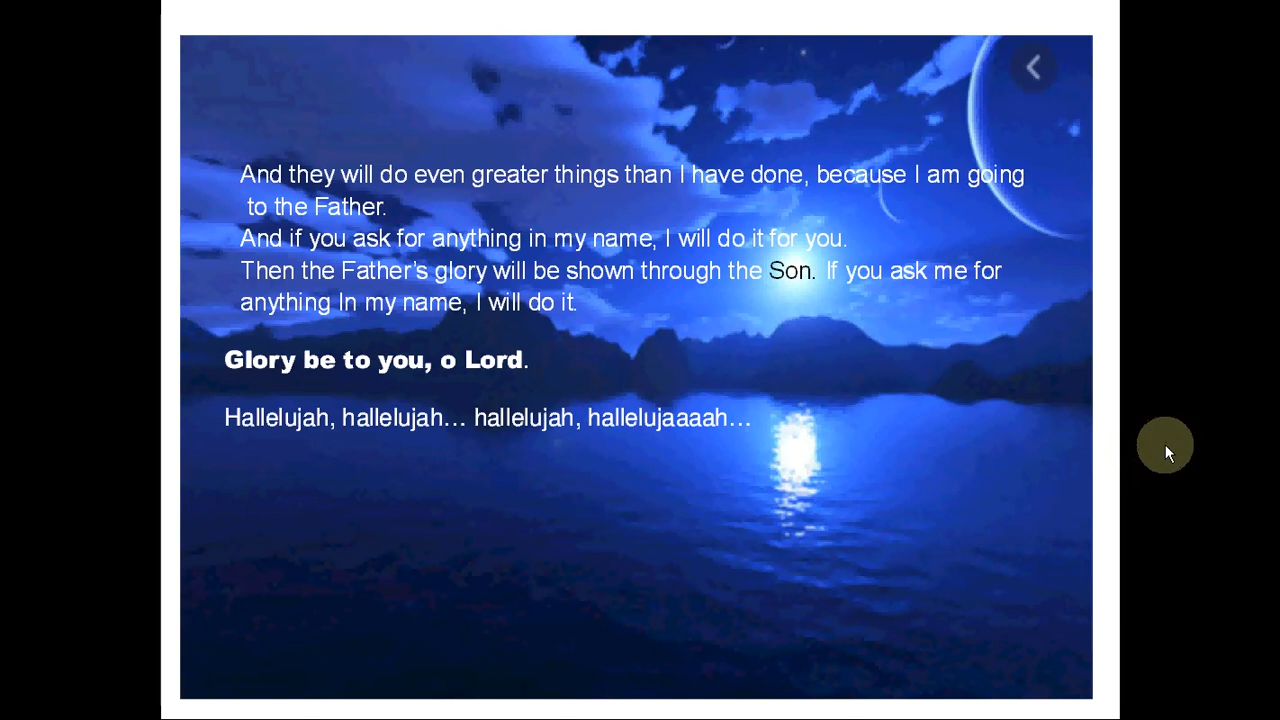 And they will do even greater things than I have done, because I am going
to the Father.
And if you ask for anything in my name, I will do it for you.
Then the Father’s glory will be shown through the Son. If you ask me for
anything In my name, I will do it.
Glory be to you, o Lord.
Hallelujah, hallelujah… hallelujah, hallelujaaaah…